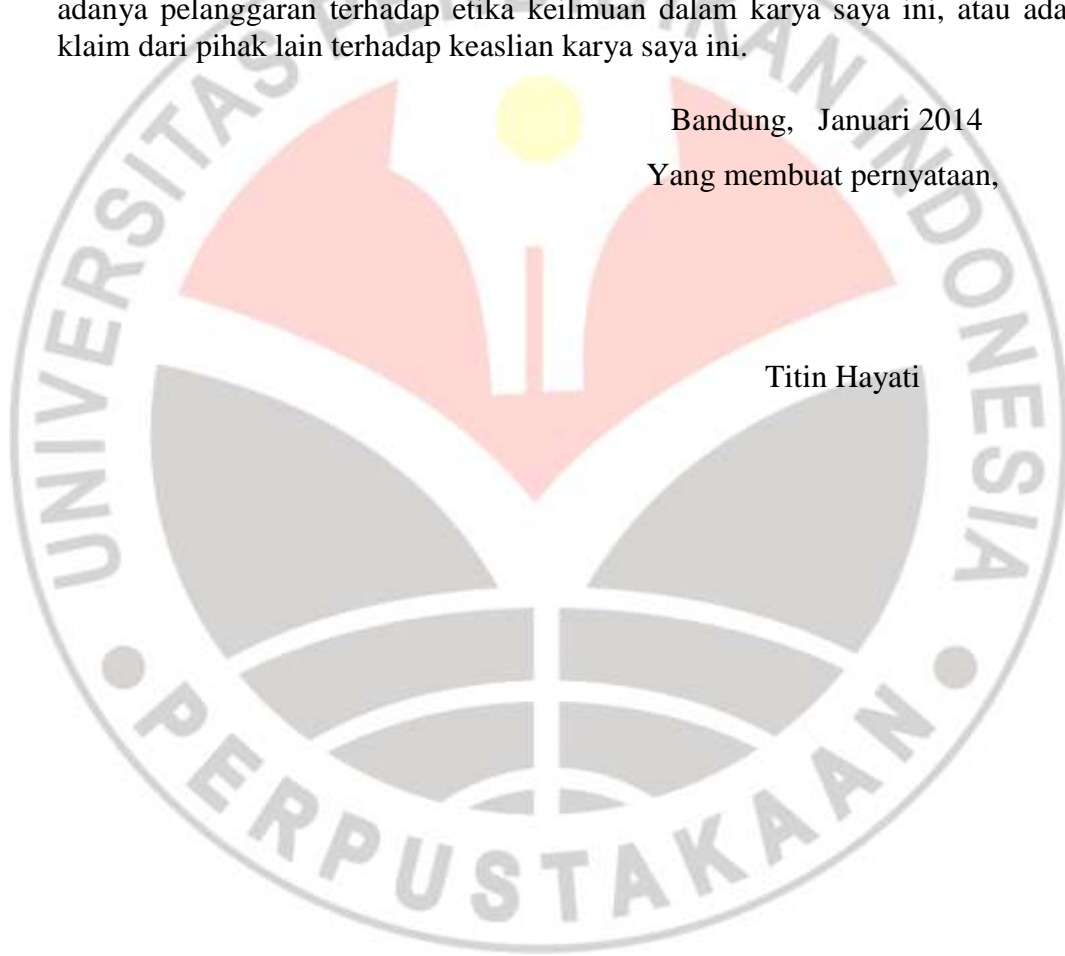 adanya pelanggaran terhadap etika keilmuan dalam karya saya ini, atau ada
klaim dari pihak lain terhadap keaslian karya saya ini.
Bandung, Januari 2014
Yang membuat pernyataan,
Titin Hayati
UNIVERSITAS PENDIDIKAN INDONESIA
PERPUSTAKAAN